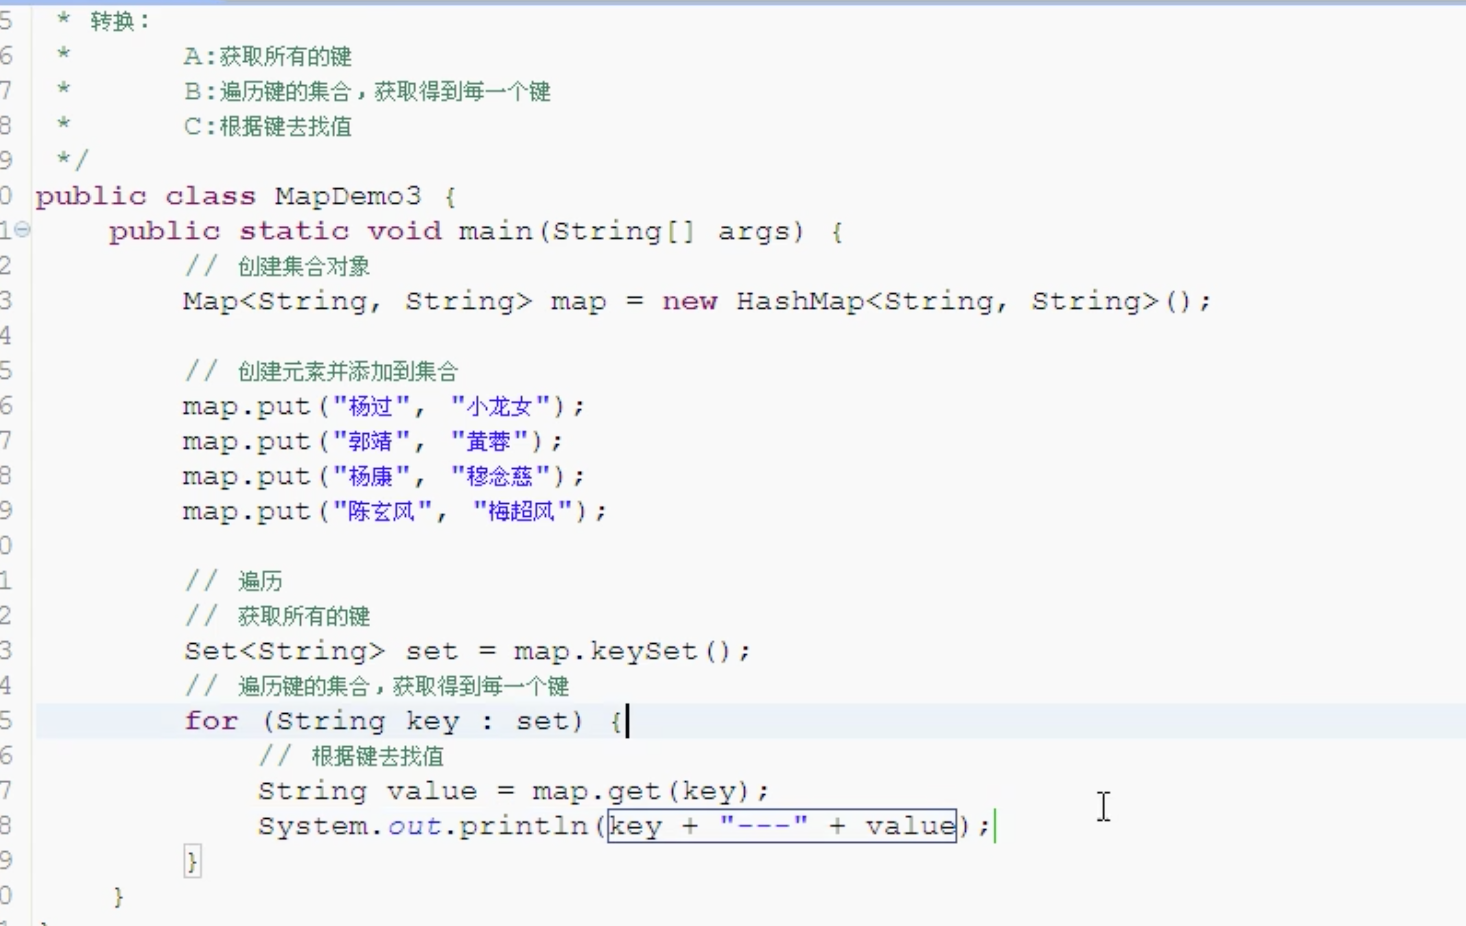 5 * 转换：
6 * A:获取所有的键
7 * B:遍历键的集合，获取得到每一个键
8 * C:根据键去找值
9 */
0 public class MapDemo3 {
1 public static void main(String[] args) {
2 // 创建集合对象
3 Map<String, String> map = new HashMap<String, String>();
4
5 // 创建元素并添加到集合
6 map.put("杨过", "小龙女");
7 map.put("郭靖", "黄蓉");
8 map.put("杨康", "穆念慈");
9 map.put("陈玄风", "梅超风");
0
1 // 遍历
2 // 获取所有的键
3 Set<String> set = map.keySet();
4 // 遍历键的集合，获取得到每一个键
5 for (String key : set) {
6 // 根据键去找值
7 String value = map.get(key);
8 System.out.println(key + "---" + value);
9 }
0 }